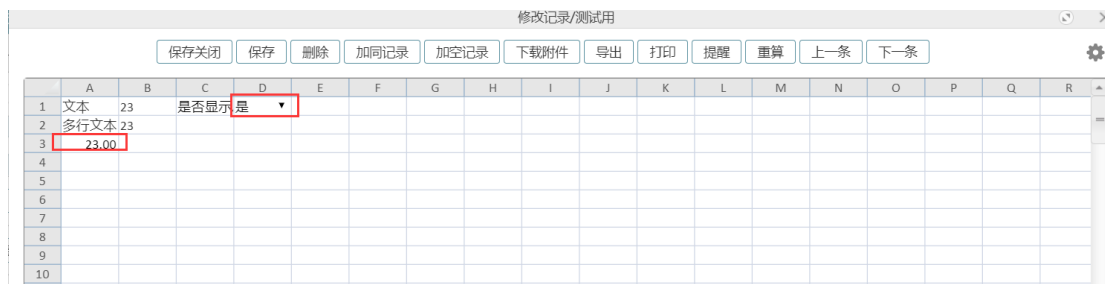 修改记录/测试用
保存关闭 保存 删除 加同记录 加空记录 下载附件 导出 打印 提醒 重算 上一条 下一条
A B C D E F G H I J K L M N O P Q R
1 文本 23 是否显示 是
2 多行文本 23
3 23.00
4
5
6
7
8
9
10